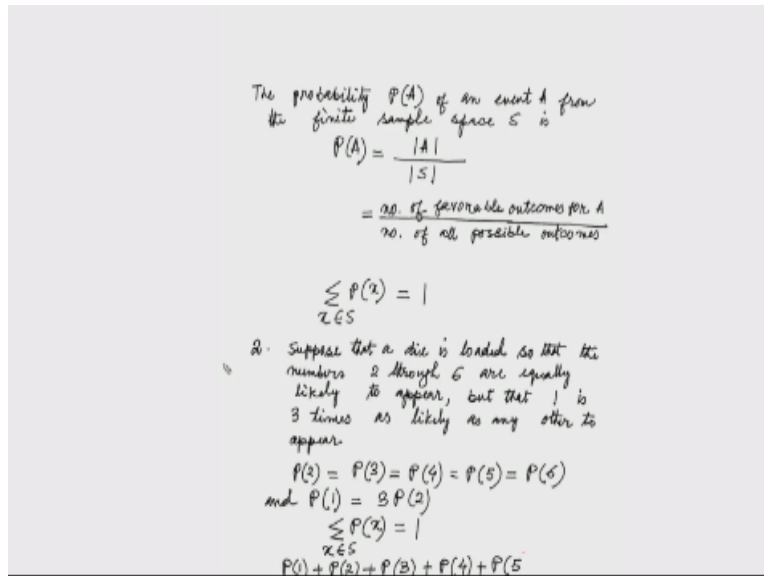 The probability P(A) of an event A from
the finite sample space S is
P(A) = |A|
|S|
= no. of favorable outcomes for A
no. of all possible outcomes
∑ P(x) = 1
x∈S
2. Suppose that a die is loaded so that the
numbers 2 through 6 are equally
likely to appear, but that 1 is
3 times as likely as any other to
appear.
P(2) = P(3) = P(4) = P(5) = P(6)
and P(1) = 3P(2)
∑ P(x) = 1
x∈S
P(1) + P(2) + P(3) + P(4) + P(5